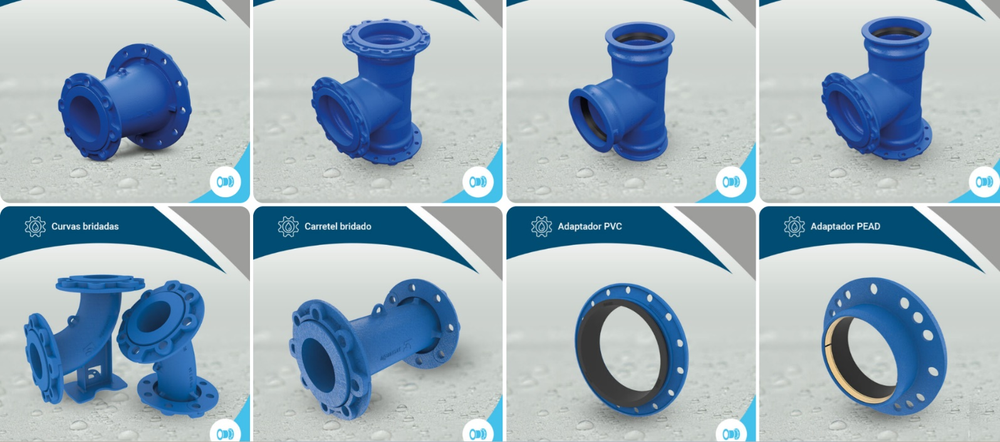 Curvas bridadas
Carretel bridado
Adaptador PVC
Adaptador PEAD